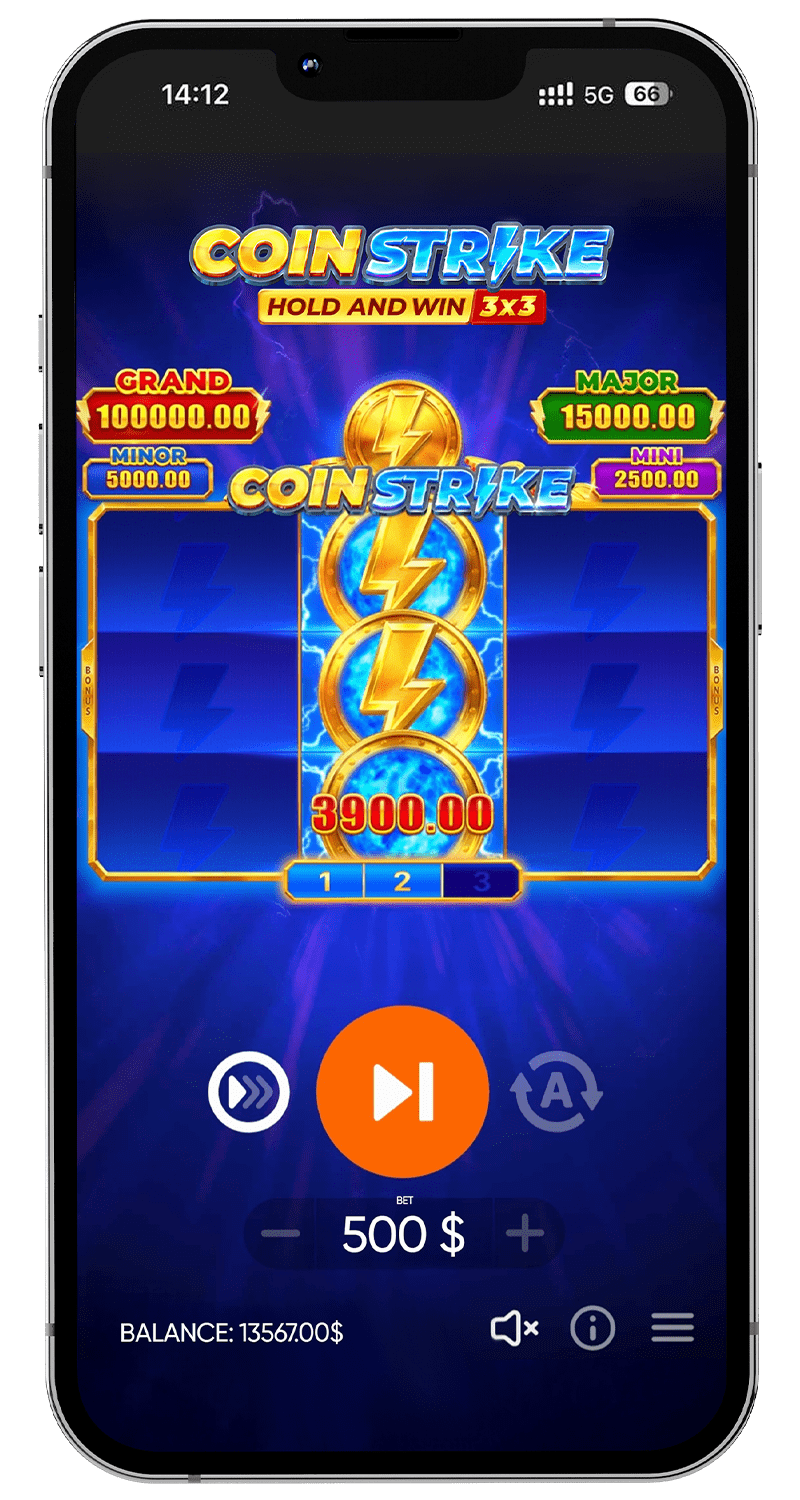 14:12 5G 66
COIN STRIKE
HOLD AND WIN 3X3
GRAND
100000.00
MAJOR
15000.00
MINOR
5000.00
MINI
2500.00
COIN STRIKE
BONUS
BONUS
3900.00
1 2 3
A
BET
500 $
BALANCE: 13567.00$